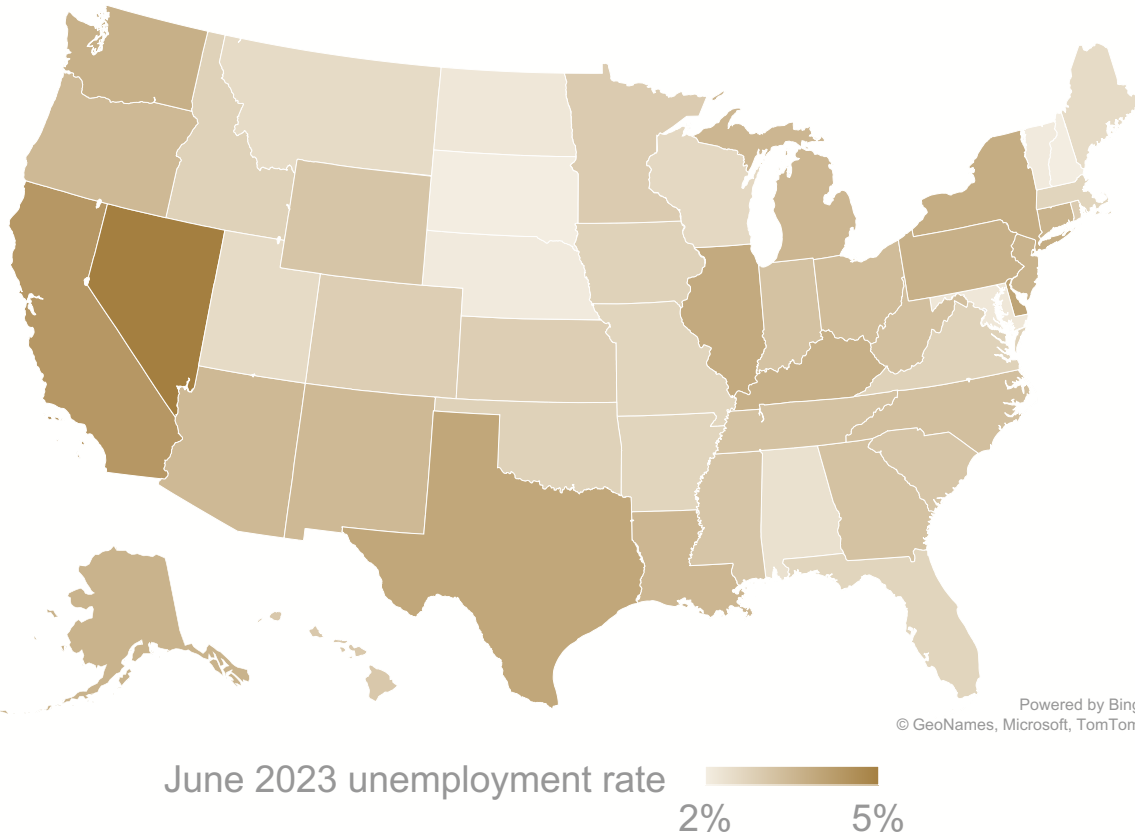 Powered by Bing
© GeoNames, Microsoft, TomTom
June 2023 unemployment rate
2% 5%